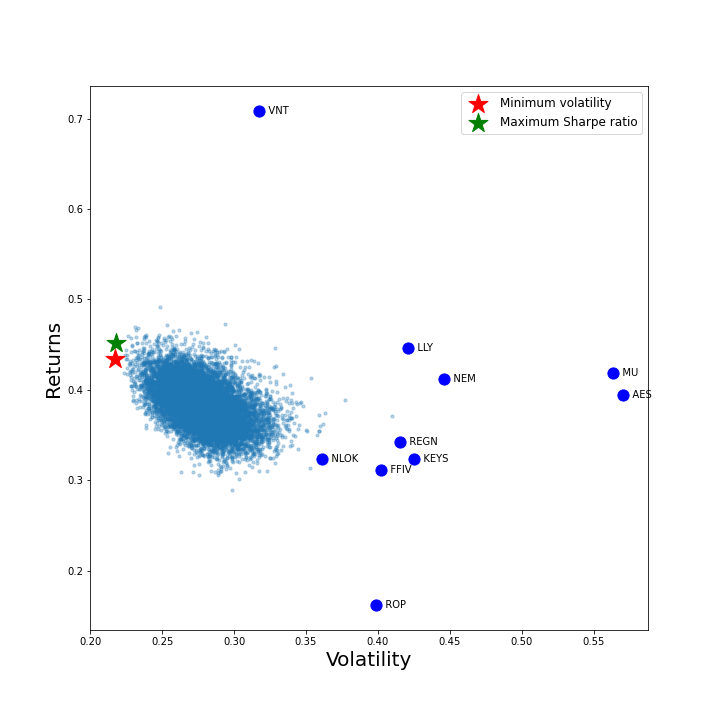 Minimum volatility
Maximum Sharpe ratio
0.7
VNT
0.6
0.5
LLY
MU
NEM
0.4
AES
REGN
NLOK
KEYS
FFIV
0.3
0.2
ROP
Returns
0.20
0.25
0.30
0.35
0.40
0.45
0.50
0.55
Volatility